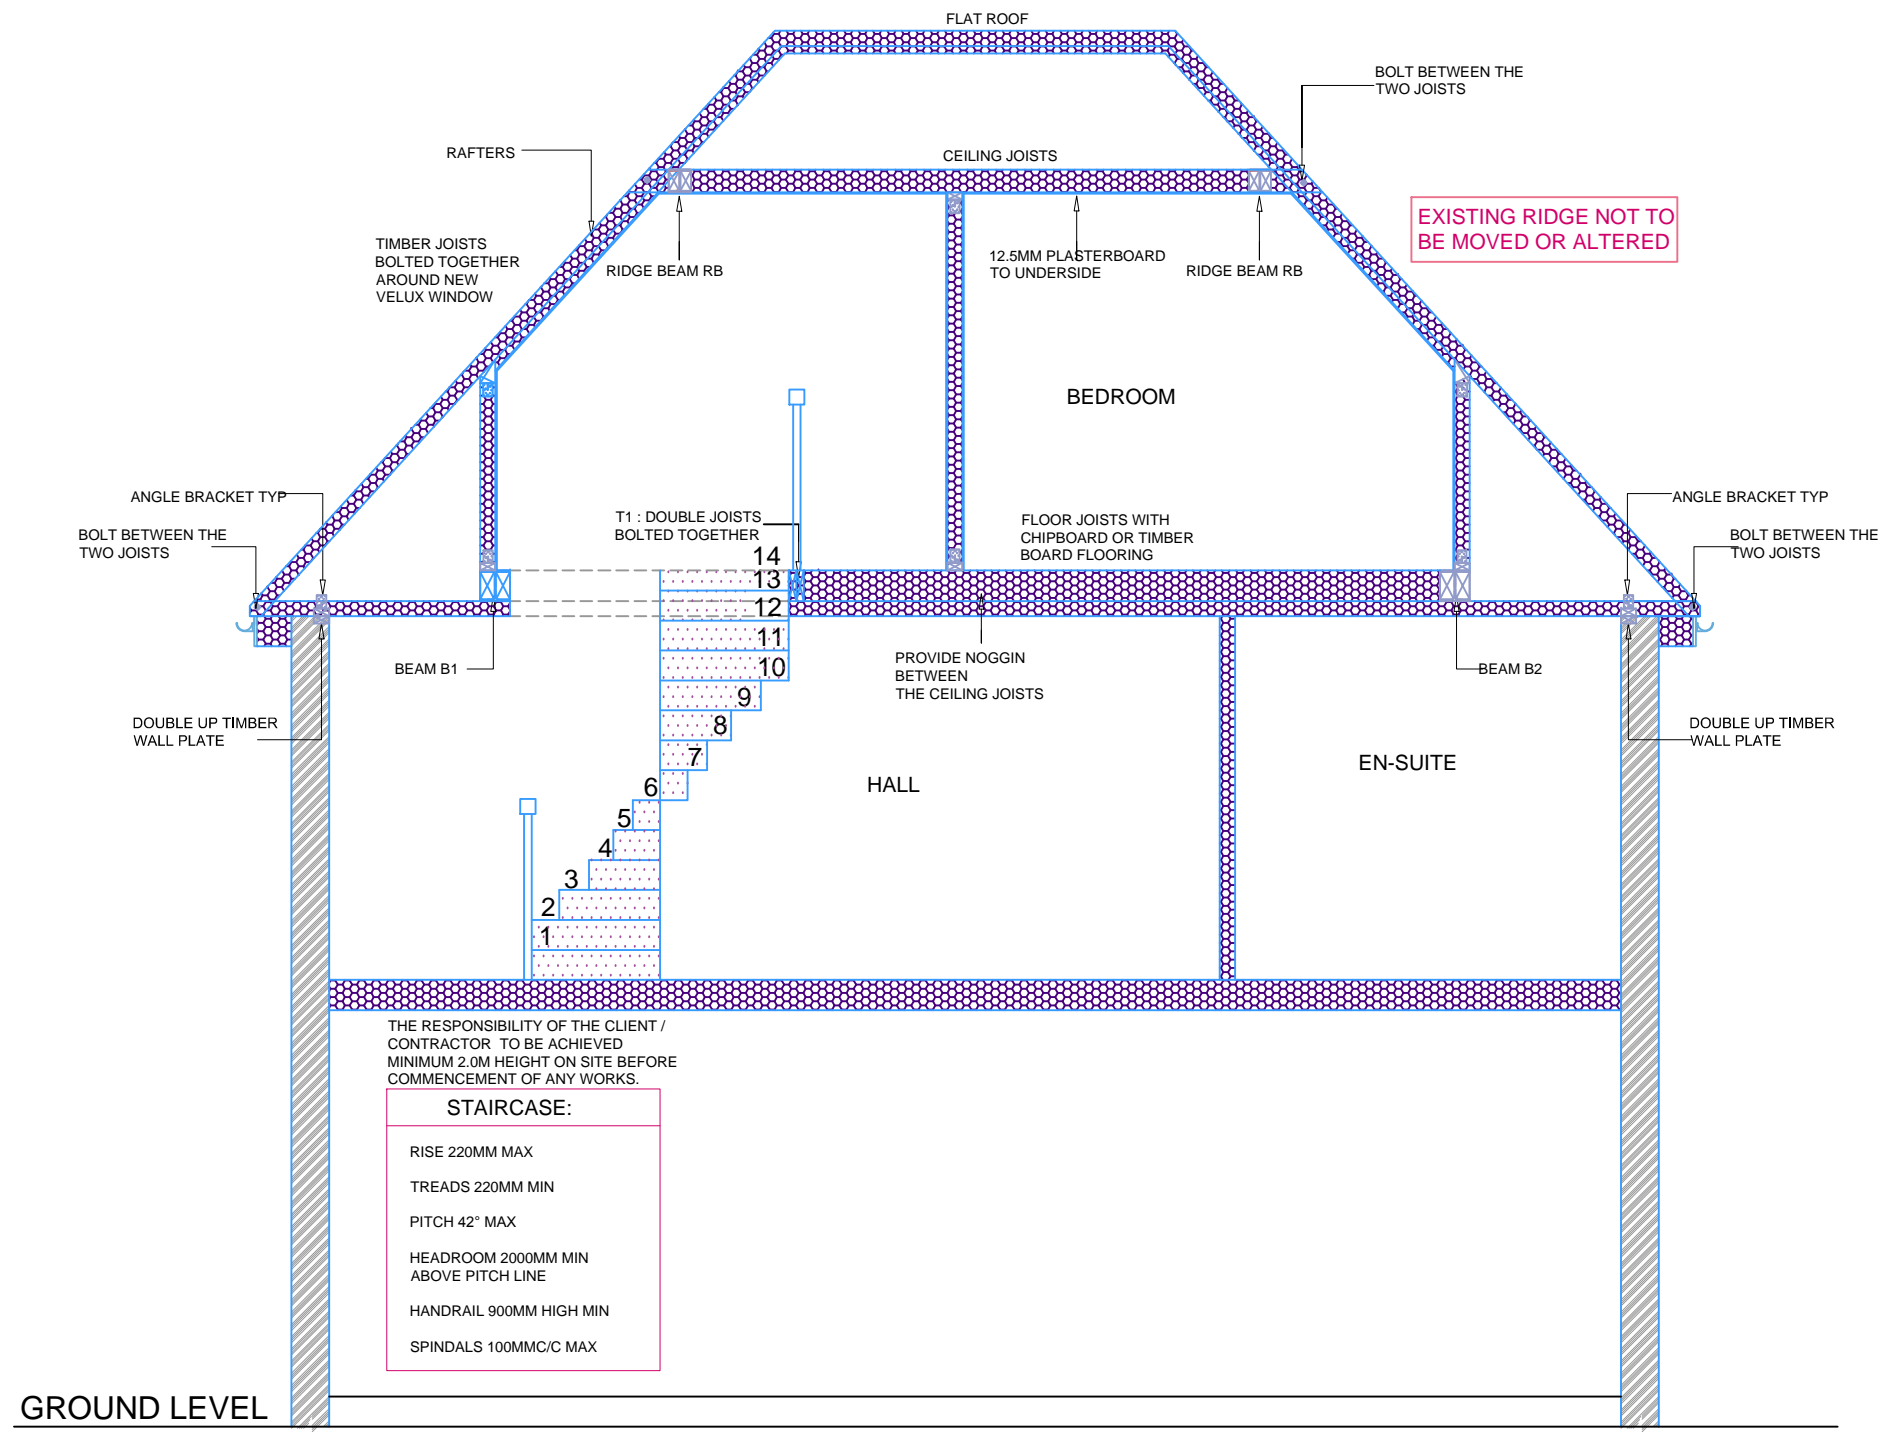 FLAT ROOF
BOLT BETWEEN THE
TWO JOISTS
RAFTERS
CEILING JOISTS
EXISTING RIDGE NOT TO
BE MOVED OR ALTERED
TIMBER JOISTS
BOLTED TOGETHER
AROUND NEW
VELUX WINDOW
RIDGE BEAM RB
12.5MM PLASTERBOARD
TO UNDERSIDE
RIDGE BEAM RB
BEDROOM
ANGLE BRACKET TYP
BOLT BETWEEN THE
TWO JOISTS
T1 : DOUBLE JOISTS
BOLTED TOGETHER
FLOOR JOISTS WITH
CHIPBOARD OR TIMBER
BOARD FLOORING
ANGLE BRACKET TYP
BOLT BETWEEN THE
TWO JOISTS
14
13
12
11
10
9
8
7
6
5
4
3
2
1
BEAM B1
PROVIDE NOGGIN
BETWEEN
THE CEILING JOISTS
BEAM B2
DOUBLE UP TIMBER
WALL PLATE
DOUBLE UP TIMBER
WALL PLATE
HALL
EN-SUITE
THE RESPONSIBILITY OF THE CLIENT /
CONTRACTOR TO BE ACHIEVED
MINIMUM 2.0M HEIGHT ON SITE BEFORE
COMMENCEMENT OF ANY WORKS.
STAIRCASE:
RISE 220MM MAX
TREADS 220MM MIN
PITCH 42° MAX
HEADROOM 2000MM MIN
ABOVE PITCH LINE
HANDRAIL 900MM HIGH MIN
SPINDALS 100MMC/C MAX
GROUND LEVEL